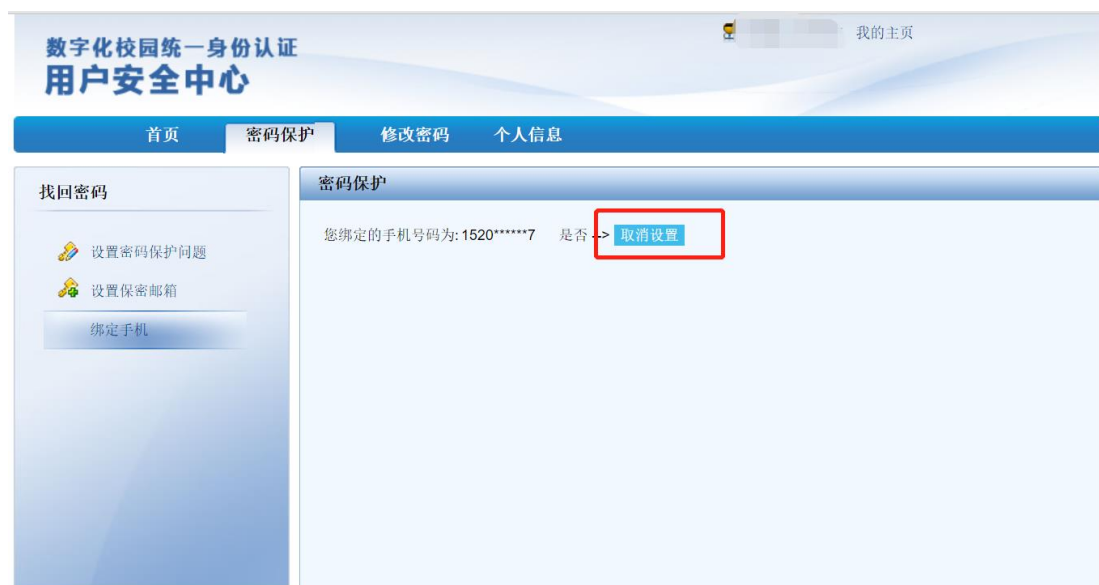 数字化校园统一身份认证
用户安全中心
我的主页
首页 密码保护 修改密码 个人信息
找回密码
设置密码保护问题
设置保密邮箱
绑定手机
密码保护
您绑定的手机号码为: 1520******7 是否 --> 取消设置